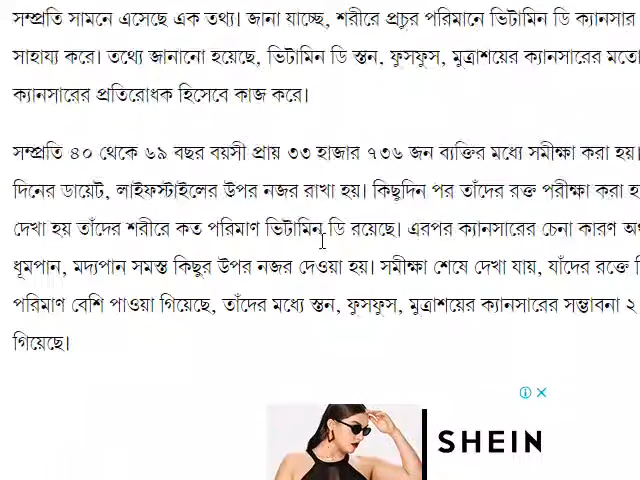 সম্প্রতি সামনে এসেছে এক তথ্য। জানা যাচ্ছে, শরীরে প্রচুর পরিমানে ভিটামিন ডি ক্যানসার
সাহায্য করে। তথ্যে জানানো হয়েছে, ভিটামিন ডি স্তন, ফুসফুস, মুত্রাশয়ের ক্যানসারের মতো
ক্যানসারের প্রতিরোধক হিসেবে কাজ করে।
সম্প্রতি ৪০ থেকে ৬৯ বছর বয়সী প্রায় ৩৩ হাজার ৭৩৬ জন ব্যক্তির মধ্যে সমীক্ষা করা হয়।
দিনের ডায়েট, লাইফস্টাইলের উপর নজর রাখা হয়। কিছুদিন পর তাঁদের রক্ত পরীক্ষা করা
দেখা হয় তাঁদের শরীরে কত পরিমাণ ভিটামিন ডি রয়েছে। এরপর ক্যানসারের চেনা কারণ
ধূমপান, মদ্যপান সমস্ত কিছুর উপর নজর দেওয়া হয়। সমীক্ষা শেষে দেখা যায়, যাঁদের রক্তে
পরিমাণ বেশি পাওয়া গিয়েছে, তাঁদের মধ্যে স্তন, ফুসফুস, মুত্রাশয়ের ক্যানসারের সম্ভাবনা ২
গিয়েছে।
SHEIN